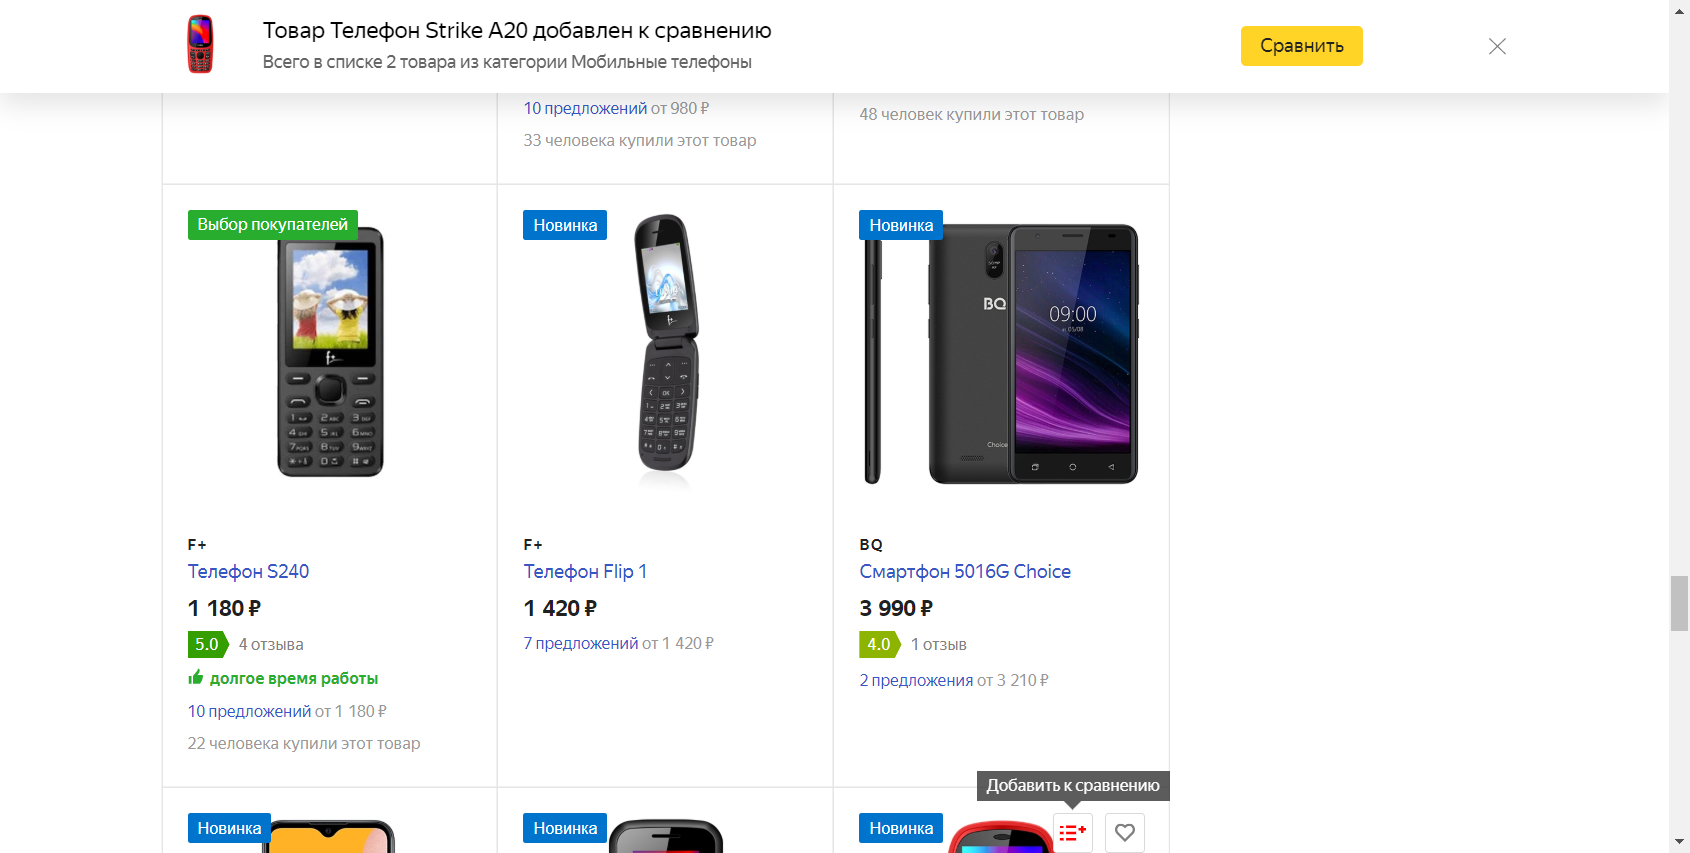 Товар Телефон Strike A20 добавлен к сравнению
Всего в списке 2 товара из категории Мобильные телефоны
Сравнить
10 предложений от 980 ₽
33 человека купили этот товар
48 человек купили этот товар
Выбор покупателей
F+
Телефон S240
1 180 ₽
5.0 4 отзыва
долгое время работы
10 предложений от 1 180 ₽
22 человека купили этот товар
Новинка
F+
Телефон Flip 1
1 420 ₽
7 предложений от 1 420 ₽
Новинка
BQ
09:00
Choice
BQ
Смартфон 5016G Choice
3 990 ₽
4.0 1 отзыв
2 предложения от 3 210 ₽
Добавить к сравнению
Новинка
Новинка
Новинка